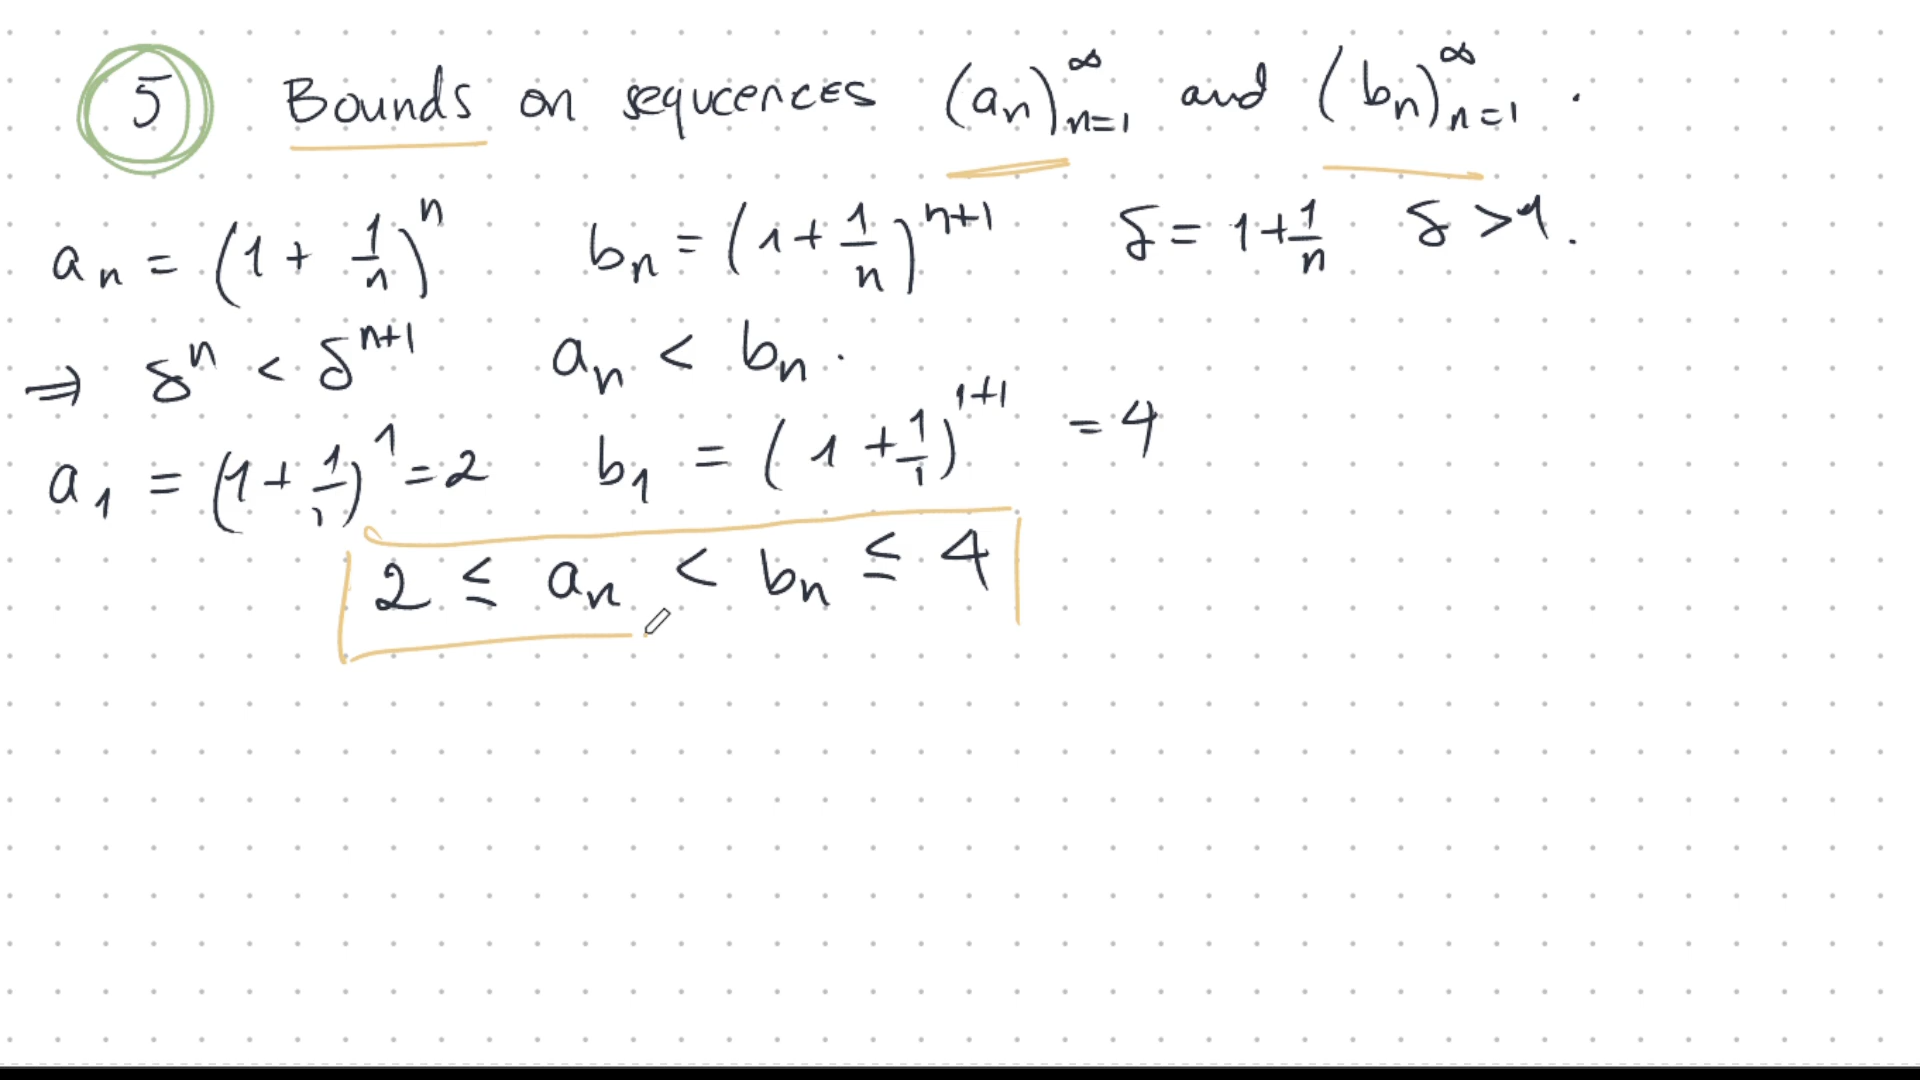 5 Bounds on sequcences (aₙ)ₙ₌₁^∞ and (bₙ)ₙ₌₁^∞ .
aₙ = (1 + 1/n)ⁿ bₙ = (1 + 1/n)ⁿ⁺¹ δ = 1 + 1/n δ > 1 .
⇒ δⁿ < δⁿ⁺¹ aₙ < bₙ .
a₁ = (1 + 1/1)¹ = 2 b₁ = (1 + 1/1)¹⁺¹ = 4
2 ≤ aₙ < bₙ ≤ 4